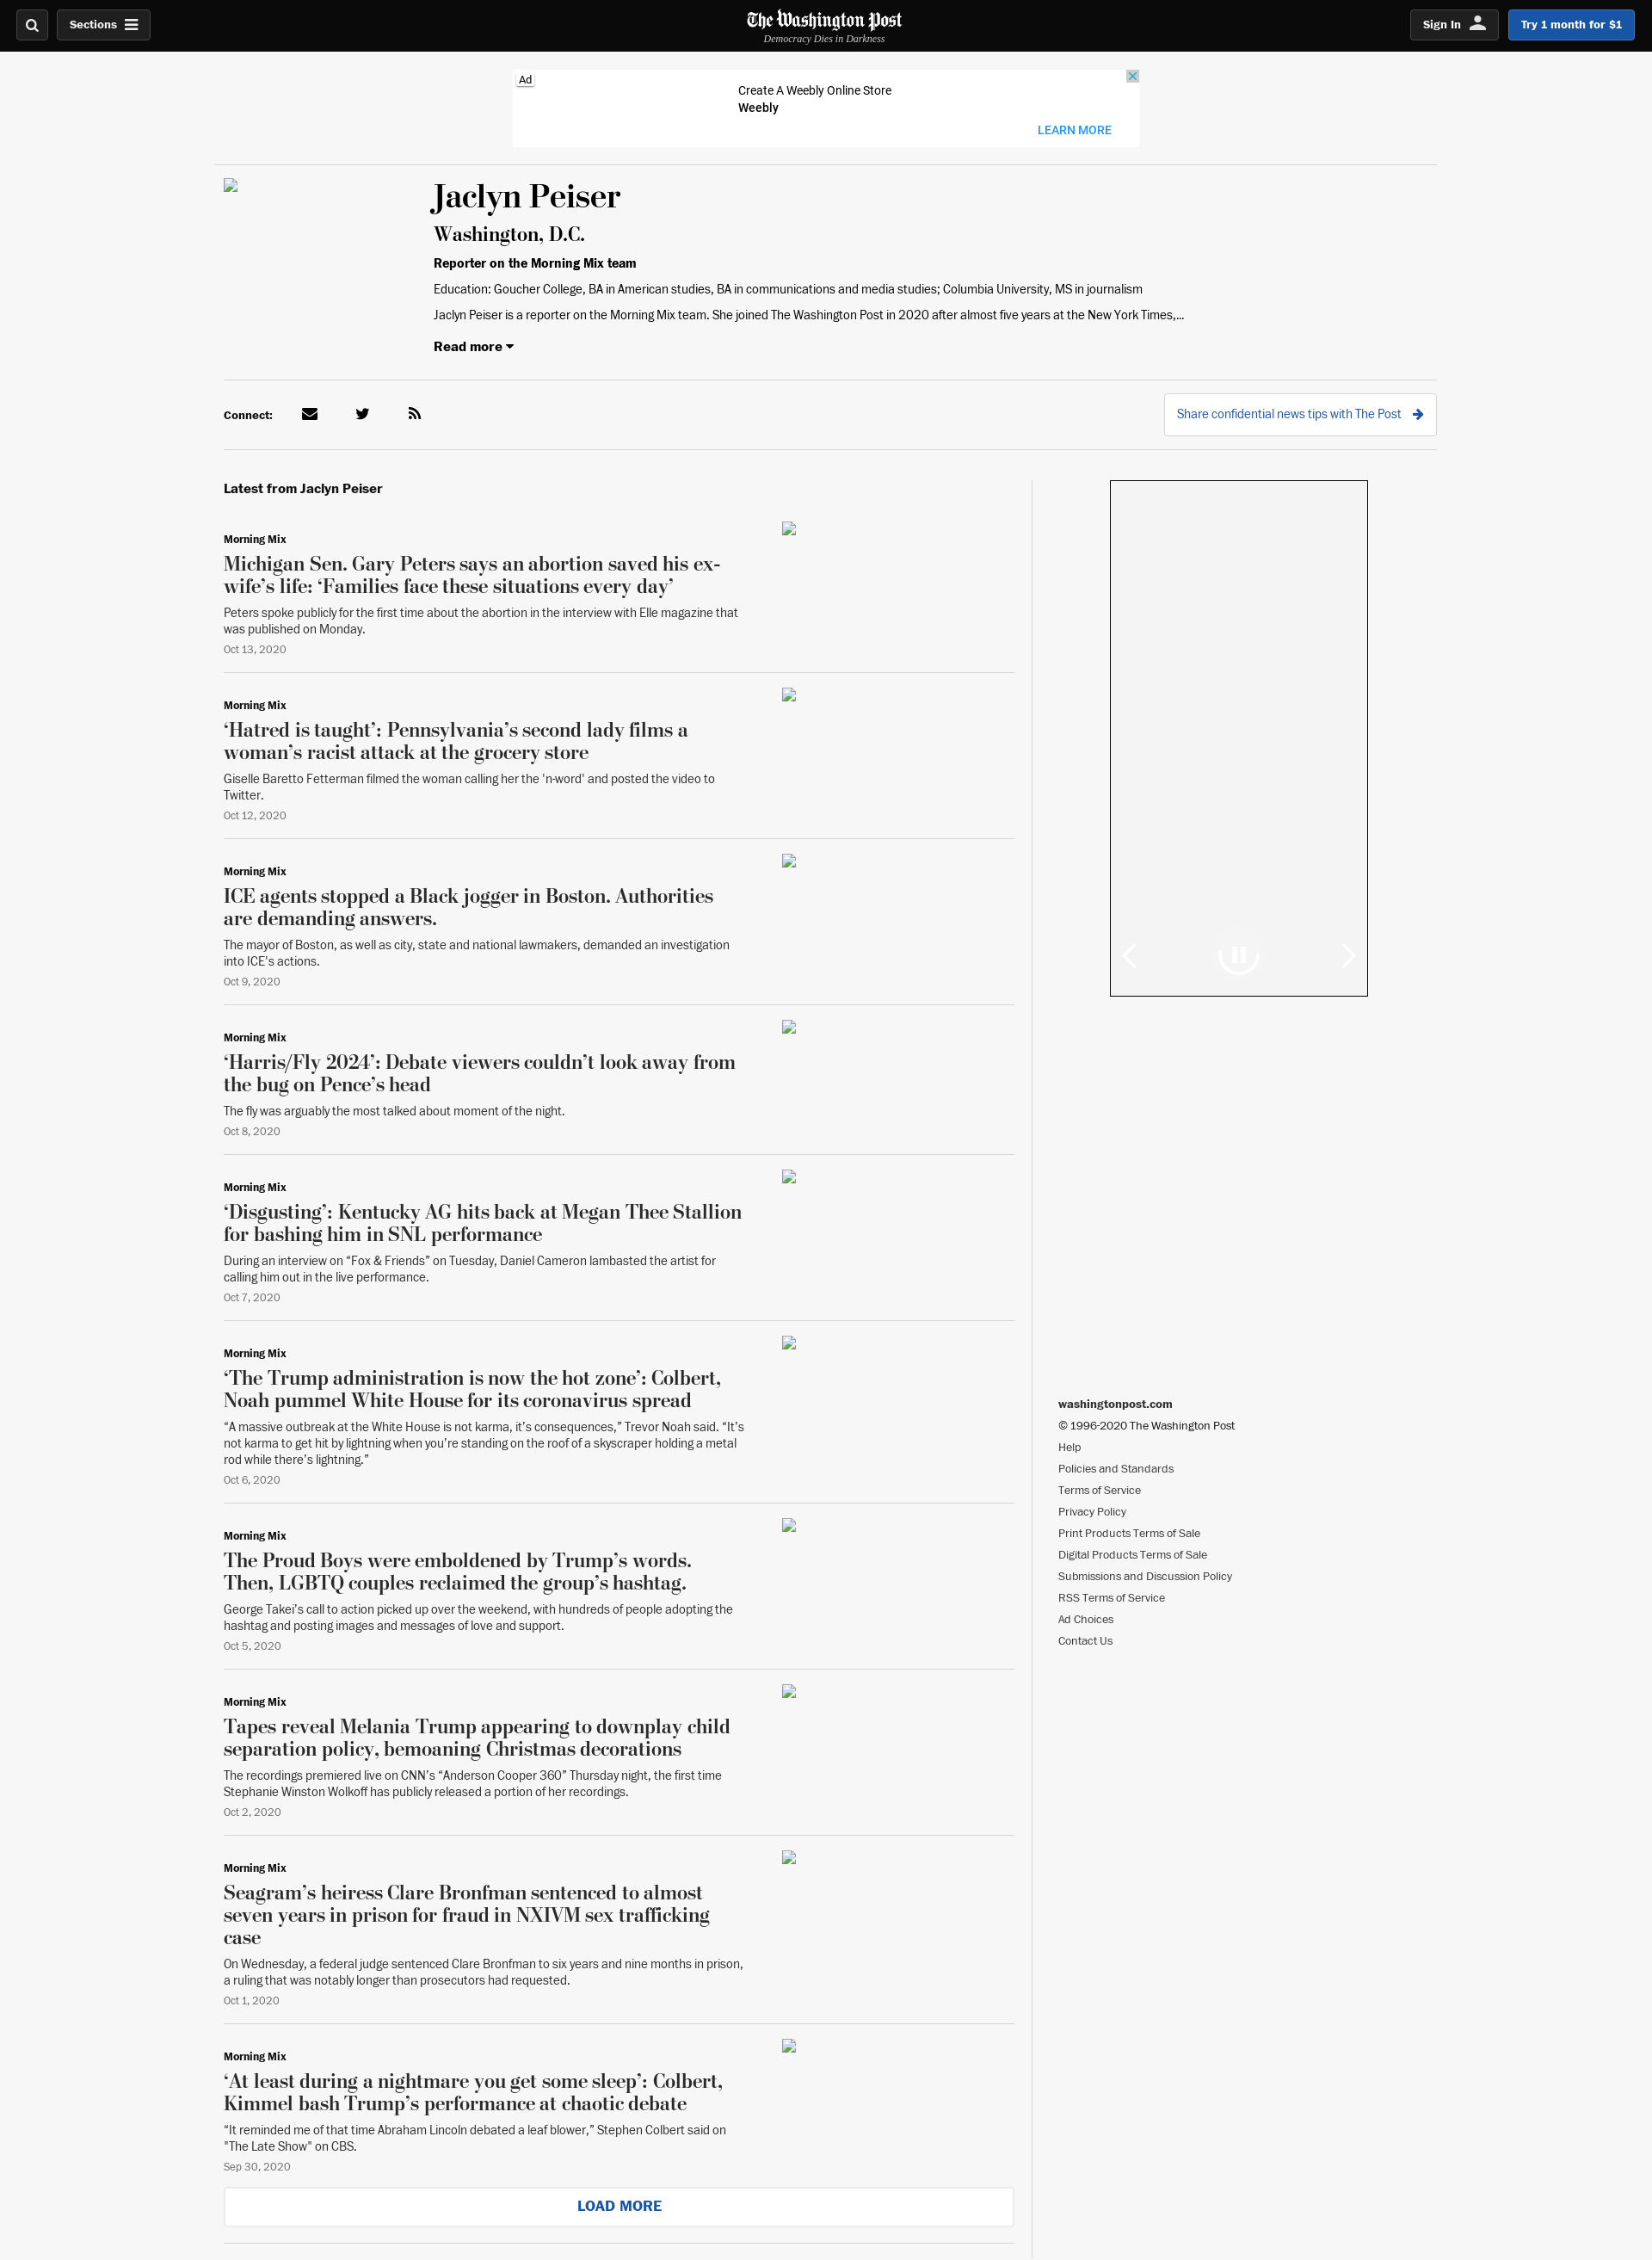 Sections
The Washington Post
Democracy Dies in Darkness
Sign In
Try 1 month for $1
Ad
Create A Weebly Online Store
Weebly
LEARN MORE
Jaclyn Peiser
Washington, D.C.
Reporter on the Morning Mix team
Education: Goucher College, BA in American studies, BA in communications and media studies; Columbia University, MS in journalism
Jaclyn Peiser is a reporter on the Morning Mix team. She joined The Washington Post in 2020 after almost five years at the New York Times,...
Read more
Connect:
Share confidential news tips with The Post
Latest from Jaclyn Peiser
Morning Mix
Michigan Sen. Gary Peters says an abortion saved his ex-
wife’s life: ‘Families face these situations every day’
Peters spoke publicly for the first time about the abortion in the interview with Elle magazine that
was published on Monday.
Oct 13, 2020
Morning Mix
‘Hatred is taught’: Pennsylvania’s second lady films a
woman’s racist attack at the grocery store
Giselle Baretto Fetterman filmed the woman calling her the 'n-word' and posted the video to
Twitter.
Oct 12, 2020
Morning Mix
ICE agents stopped a Black jogger in Boston. Authorities
are demanding answers.
The mayor of Boston, as well as city, state and national lawmakers, demanded an investigation
into ICE's actions.
Oct 9, 2020
Morning Mix
‘Harris/Fly 2024’: Debate viewers couldn’t look away from
the bug on Pence’s head
The fly was arguably the most talked about moment of the night.
Oct 8, 2020
Morning Mix
‘Disgusting’: Kentucky AG hits back at Megan Thee Stallion
for bashing him in SNL performance
During an interview on “Fox & Friends” on Tuesday, Daniel Cameron lambasted the artist for
calling him out in the live performance.
Oct 7, 2020
Morning Mix
‘The Trump administration is now the hot zone’: Colbert,
Noah pummel White House for its coronavirus spread
“A massive outbreak at the White House is not karma, it’s consequences,” Trevor Noah said. “It’s
not karma to get hit by lightning when you’re standing on the roof of a skyscraper holding a metal
rod while there’s lightning.”
Oct 6, 2020
Morning Mix
The Proud Boys were emboldened by Trump’s words.
Then, LGBTQ couples reclaimed the group’s hashtag.
George Takei’s call to action picked up over the weekend, with hundreds of people adopting the
hashtag and posting images and messages of love and support.
Oct 5, 2020
Morning Mix
Tapes reveal Melania Trump appearing to downplay child
separation policy, bemoaning Christmas decorations
The recordings premiered live on CNN’s “Anderson Cooper 360” Thursday night, the first time
Stephanie Winston Wolkoff has publicly released a portion of her recordings.
Oct 2, 2020
Morning Mix
Seagram’s heiress Clare Bronfman sentenced to almost
seven years in prison for fraud in NXIVM sex trafficking
case
On Wednesday, a federal judge sentenced Clare Bronfman to six years and nine months in prison,
a ruling that was notably longer than prosecutors had requested.
Oct 1, 2020
Morning Mix
‘At least during a nightmare you get some sleep’: Colbert,
Kimmel bash Trump’s performance at chaotic debate
“It reminded me of that time Abraham Lincoln debated a leaf blower,” Stephen Colbert said on
"The Late Show" on CBS.
Sep 30, 2020
LOAD MORE
washingtonpost.com
© 1996-2020 The Washington Post
Help
Policies and Standards
Terms of Service
Privacy Policy
Print Products Terms of Sale
Digital Products Terms of Sale
Submissions and Discussion Policy
RSS Terms of Service
Ad Choices
Contact Us